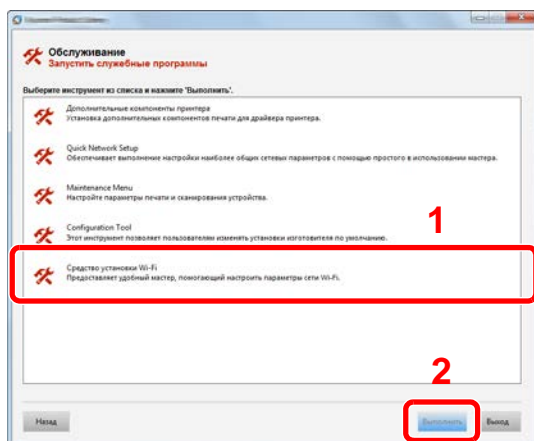 Обслуживание
Запустить служебные программы
Выберите инструмент из списка и нажмите 'Выполнить'.
Дополнительные компоненты принтера
Установка дополнительных компонентов печати для драйвера принтера.
Quick Network Setup
Обеспечивает выполнение настройки наиболее общих сетевых параметров с помощью простого в использовании мастера.
Maintenance Menu
Настройте параметры печати и сканирования устройства.
1
Configuration Tool
Этот инструмент позволяет пользователям изменять установки изготовителя по умолчанию.
Средство установки Wi-Fi
Предоставляет удобный мастер, помогающий настроить параметры сети Wi-Fi.
2
Назад
Выполнить
Выход